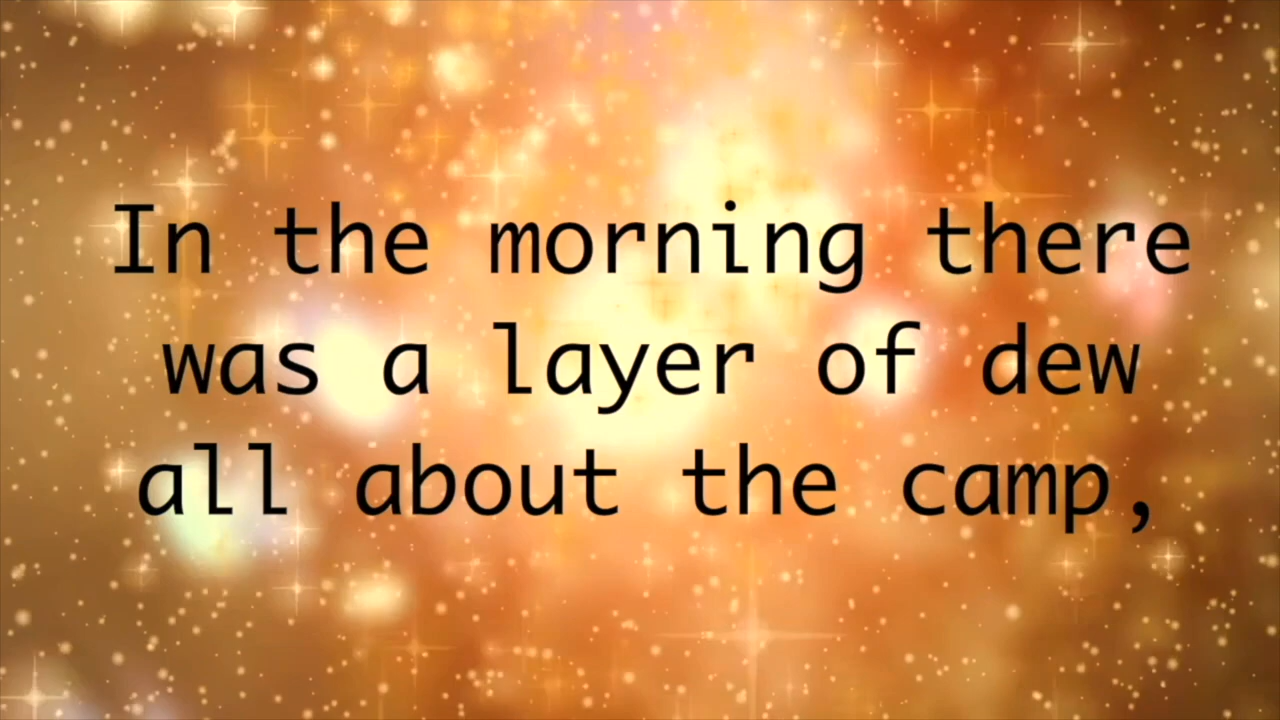 In the morning there
was a layer of dew
all about the camp,